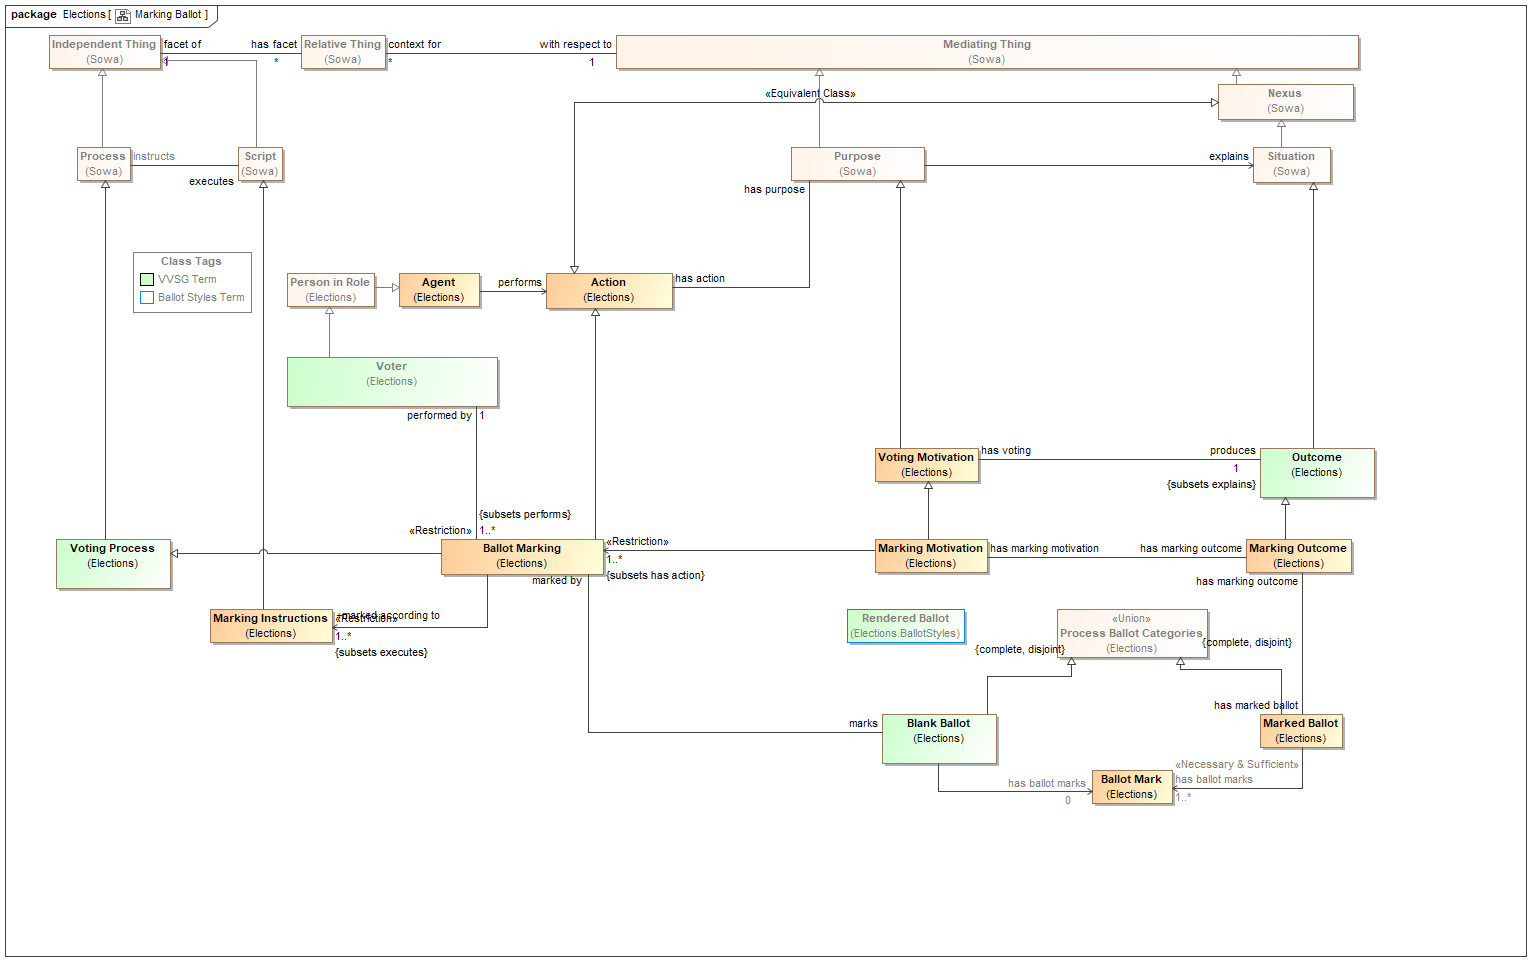 package Elections [ Marking Ballot ]
Independent Thing
(Sowa)
facet of
1
has facet
*
Relative Thing
(Sowa)
context for
*
with respect to
1
Mediating Thing
(Sowa)
«Equivalent Class»
Nexus
(Sowa)
Process
(Sowa)
instructs
executes
Script
(Sowa)
Purpose
(Sowa)
has purpose
explains
Situation
(Sowa)
Class Tags
VVSG Term
Ballot Styles Term
Person in Role
(Elections)
Agent
(Elections)
performs
Action
(Elections)
has action
Voter
(Elections)
performed by
1
Voting Motivation
(Elections)
has voting
produces
1
{subsets explains}
Outcome
(Elections)
{subsets performs}
«Restriction»
1..*
Voting Process
(Elections)
Ballot Marking
(Elections)
«Restriction»
1..*
{subsets has action}
marked by
Marking Motivation
(Elections)
has marking motivation
has marking outcome
Marking Outcome
(Elections)
has marking outcome
Marking Instructions
(Elections)
+marked according to
«Restriction»
1..*
{subsets executes}
Rendered Ballot
(Elections.BallotStyles)
«Union»
Process Ballot Categories
(Elections)
{complete, disjoint}
{complete, disjoint}
has marked ballot
marks
Blank Ballot
(Elections)
Marked Ballot
(Elections)
«Necessary & Sufficient»
has ballot marks
1..*
has ballot marks
0
Ballot Mark
(Elections)